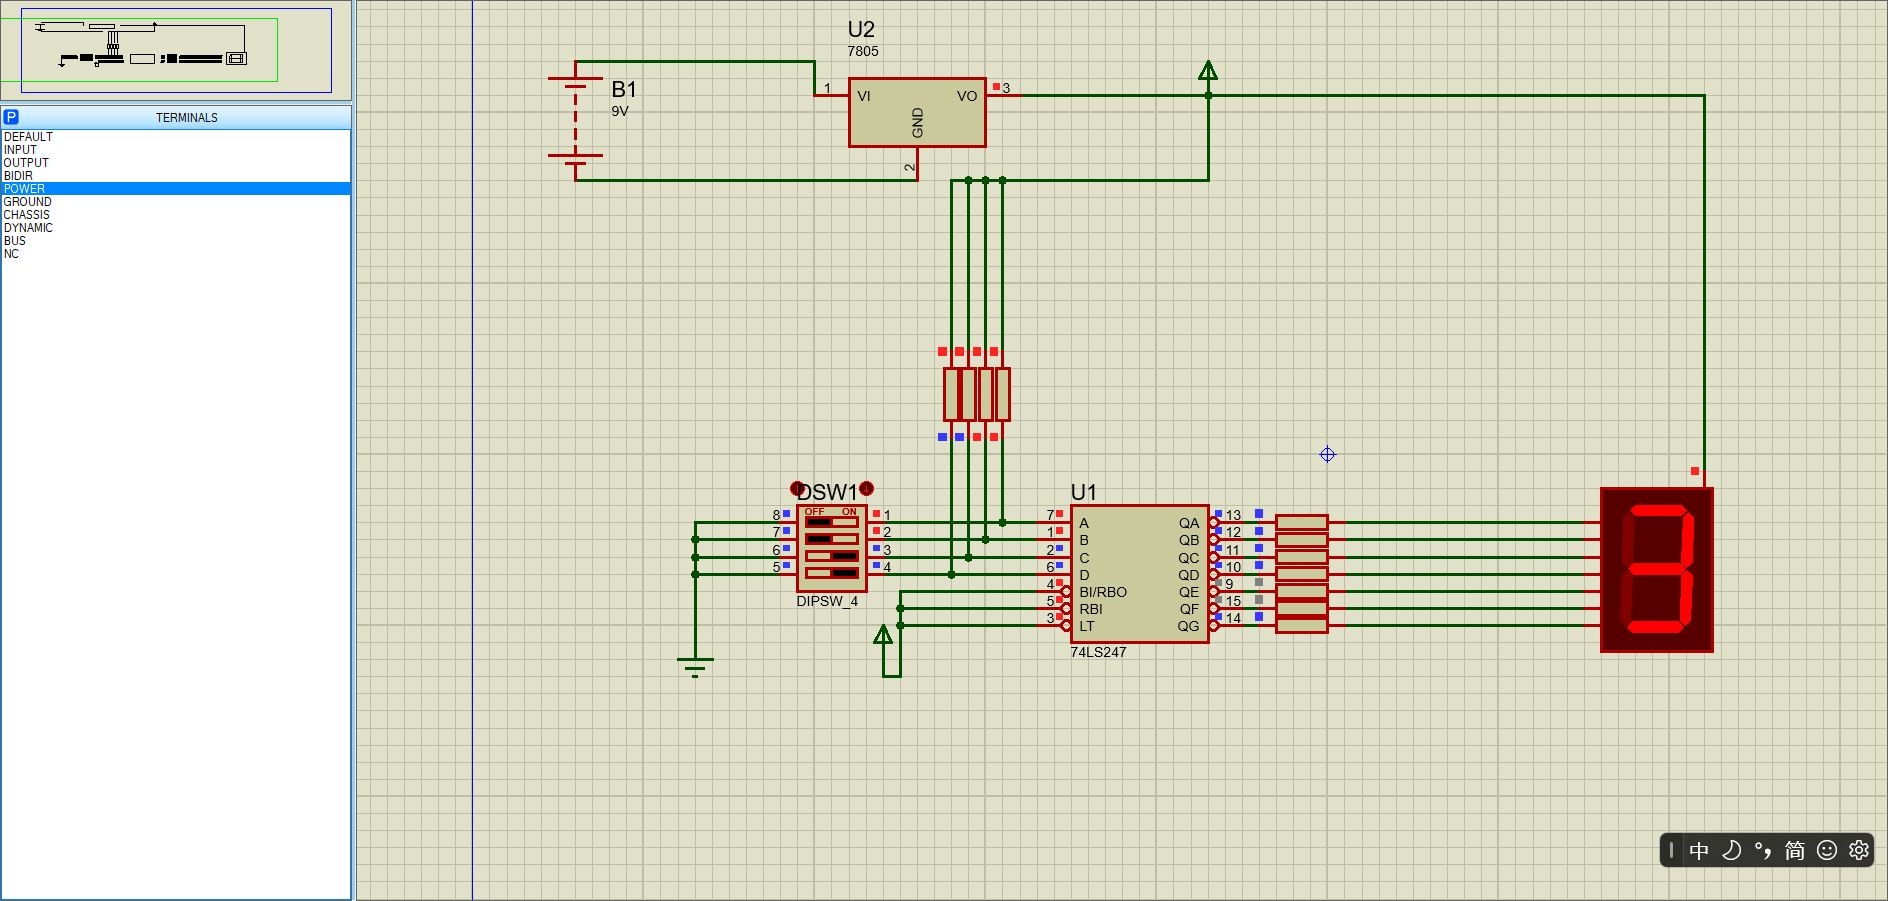 P
TERMINALS
DEFAULT
INPUT
OUTPUT
BIDIR
POWER
GROUND
CHASSIS
DYNAMIC
BUS
NC
U2
7805
B1
9V
1
VI
VO
3
GND
2
DSW1
OFF ON
8
7
6
5
1
2
3
4
DIPSW_4
U1
7 A QA 13
1 B QB 12
2 C QC 11
6 D QD 10
4 BI/RBO QE 9
5 RBI QF 15
3 LT QG 14
74LS247
3
中 °, 简